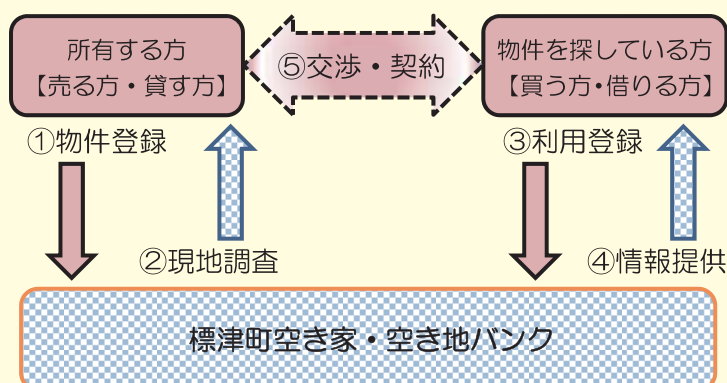 所有する方
【売る方・貸す方】
⑤交渉・契約
物件を探している方
【買う方・借りる方】
①物件登録
③利用登録
②現地調査
④情報提供
標津町空き家・空き地バンク